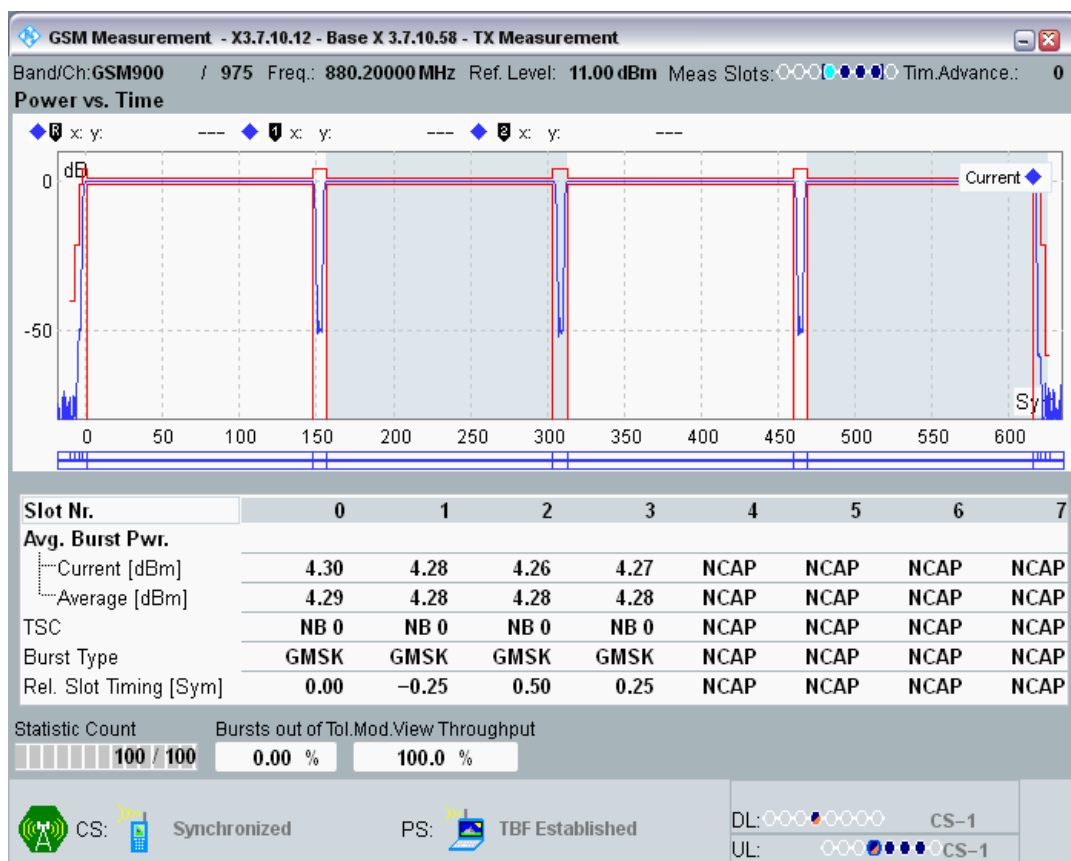 GSM Measurement - X3.7.10.12 - Base X 3.7.10.58 - TX Measurement
Band/Ch:GSM900 / 975 Freq.: 880.20000 MHz Ref. Level: 11.00 dBm Meas Slots: Tim.Advance.: 0
Power vs. Time
R x: y: --- 1 x: y: --- 2 x: y: ---
dB
0
Current
-50
Sy
0 50 100 150 200 250 300 350 400 450 500 550 600
Slot Nr. 0 1 2 3 4 5 6 7
Avg. Burst Pwr.
Current [dBm] 4.30 4.28 4.26 4.27 NCAP NCAP NCAP NCAP
Average [dBm] 4.29 4.28 4.28 4.28 NCAP NCAP NCAP NCAP
TSC NB 0 NB 0 NB 0 NB 0 NCAP NCAP NCAP NCAP
Burst Type GMSK GMSK GMSK GMSK NCAP NCAP NCAP NCAP
Rel. Slot Timing [Sym] 0.00 −0.25 0.50 0.25 NCAP NCAP NCAP NCAP
Statistic Count Bursts out of Tol.Mod.View Throughput
100 / 100 0.00 % 100.0 %
CS: Synchronized PS: TBF Established DL: CS−1
UL: CS−1